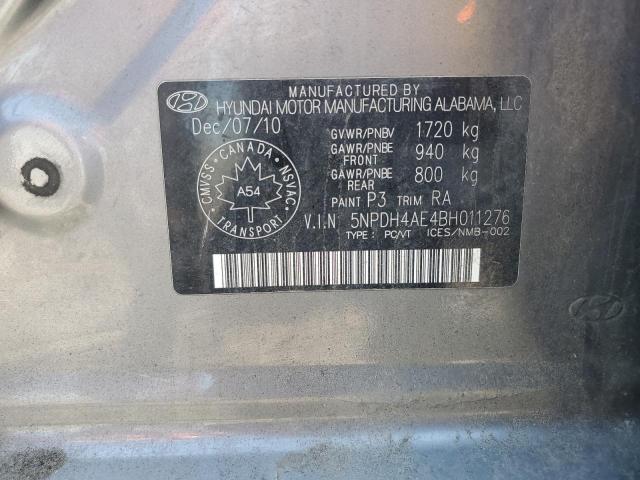 MANUFACTURED BY
HYUNDAI MOTOR MANUFACTURING ALABAMA, LLC
Dec/07/10
GVWR/PNBV 1720 kg
GAWR/PNBE FRONT 940 kg
GAWR/PNBE REAR 800 kg
PAINT P3 TRIM RA
CANADA
CMVSS
NSVAC
A54
TRANSPORT
V.I.N 5NPDH4AE4BH011276
TYPE: PC/VT ICES/NMB-002